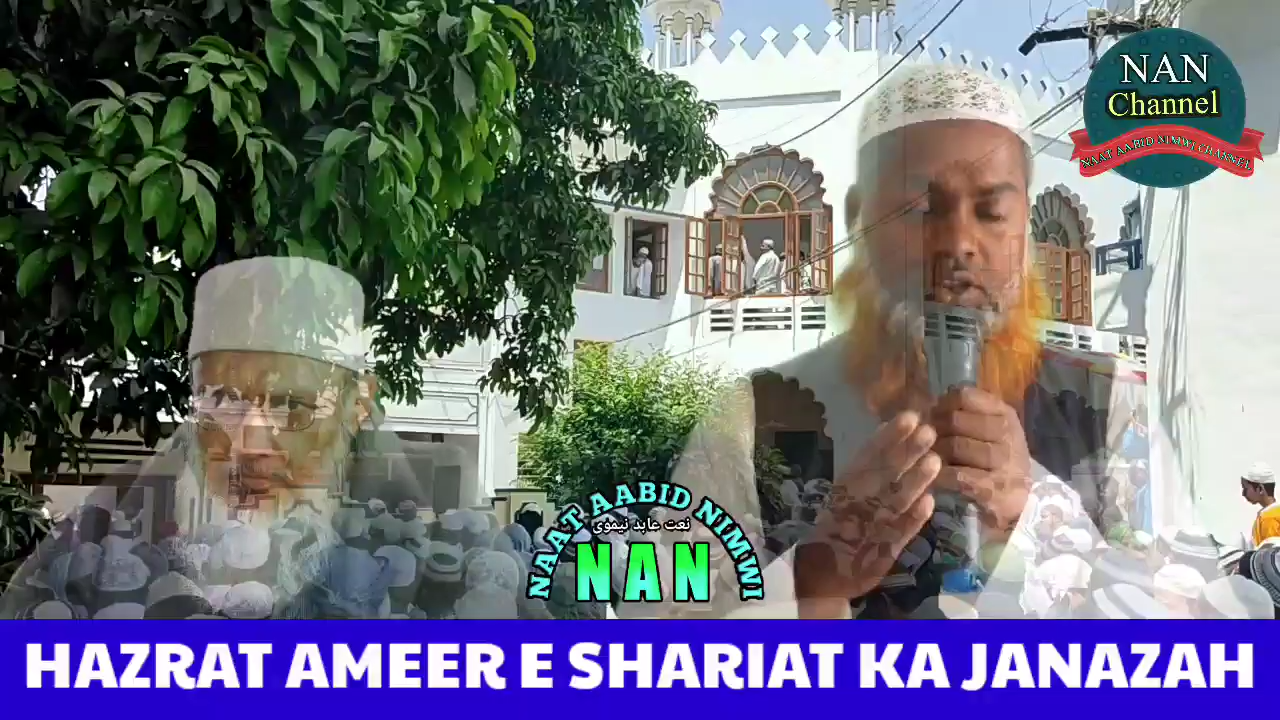 NAN
Channel
NAAT AABID NIMWI CHANNEL
NAAT AABID NIMWI
نعت عابد نیموی
NAN
HAZRAT AMEER E SHARIAT KA JANAZAH